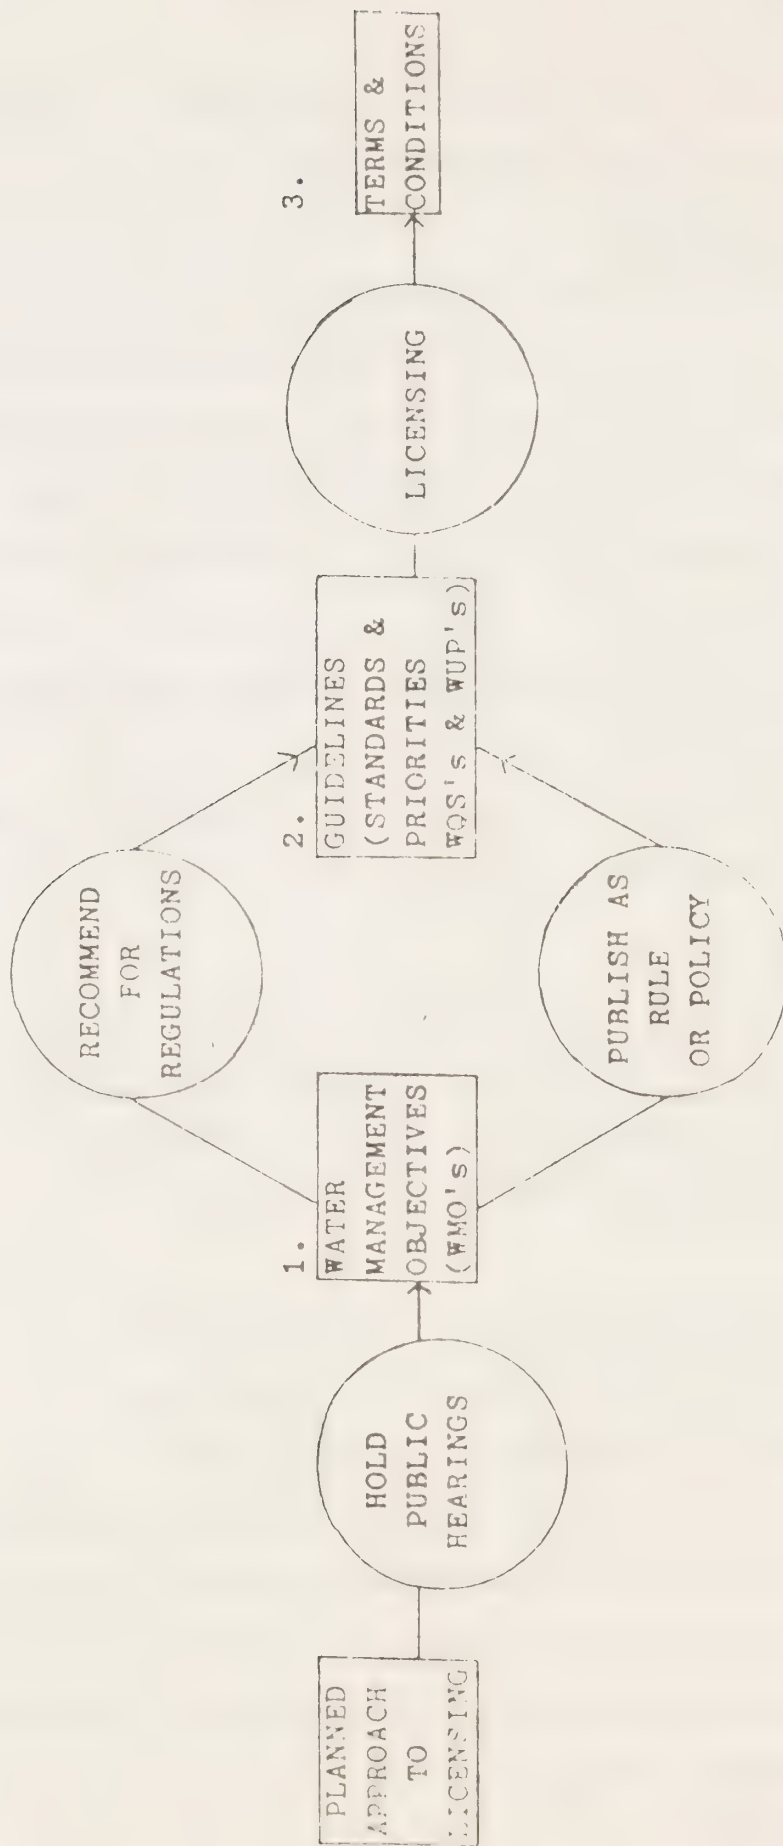 PLANNED
APPROACH
TO
LICENSING
HOLD
PUBLIC
HEARINGS
1.
WATER
MANAGEMENT
OBJECTIVES
(WMO's)
RECOMMEND
FOR
REGULATIONS
PUBLISH AS
RULE
OR POLICY
2.
GUIDELINES
(STANDARDS &
PRIORITIES
WQS's & WUP's)
LICENSING
3.
TERMS &
CONDITIONS